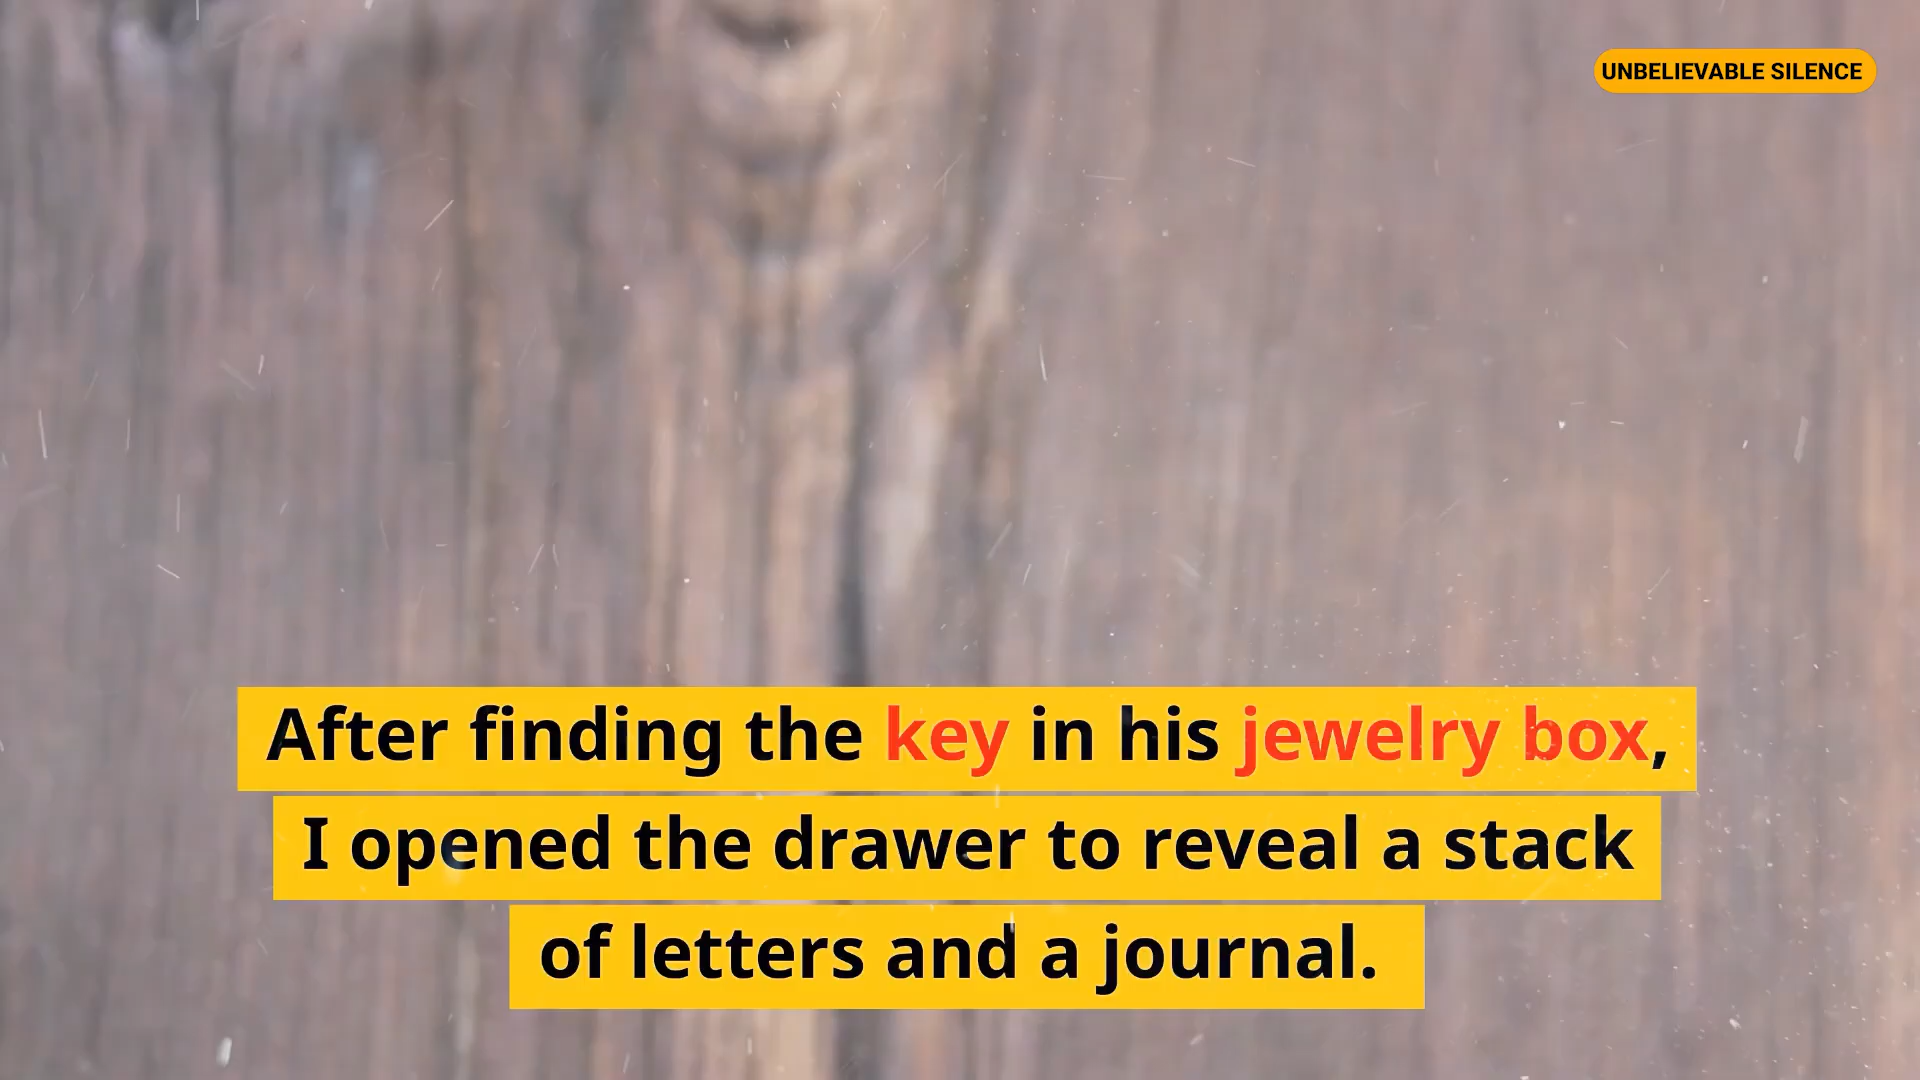 UNBELIEVABLE SILENCE
After finding the key in his jewelry box,
I opened the drawer to reveal a stack
of letters and a journal.